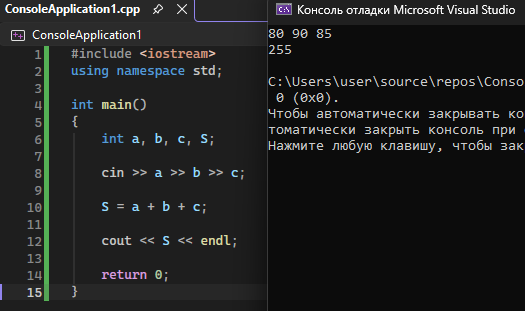 ConsoleApplication1.cpp
ConsoleApplication1
1 #include <iostream>
2 using namespace std;
3
4 int main()
5 {
6 int a, b, c, S;
7
8 cin >> a >> b >> c;
9
10 S = a + b + c;
11
12 cout << S << endl;
13
14 return 0;
15 }
Консоль отладки Microsoft Visual Studio
80 90 85
255
C:\Users\user\source\repos\Conso
0 (0x0).
Чтобы автоматически закрывать ко
томатически закрыть консоль при
Нажмите любую клавишу, чтобы зак